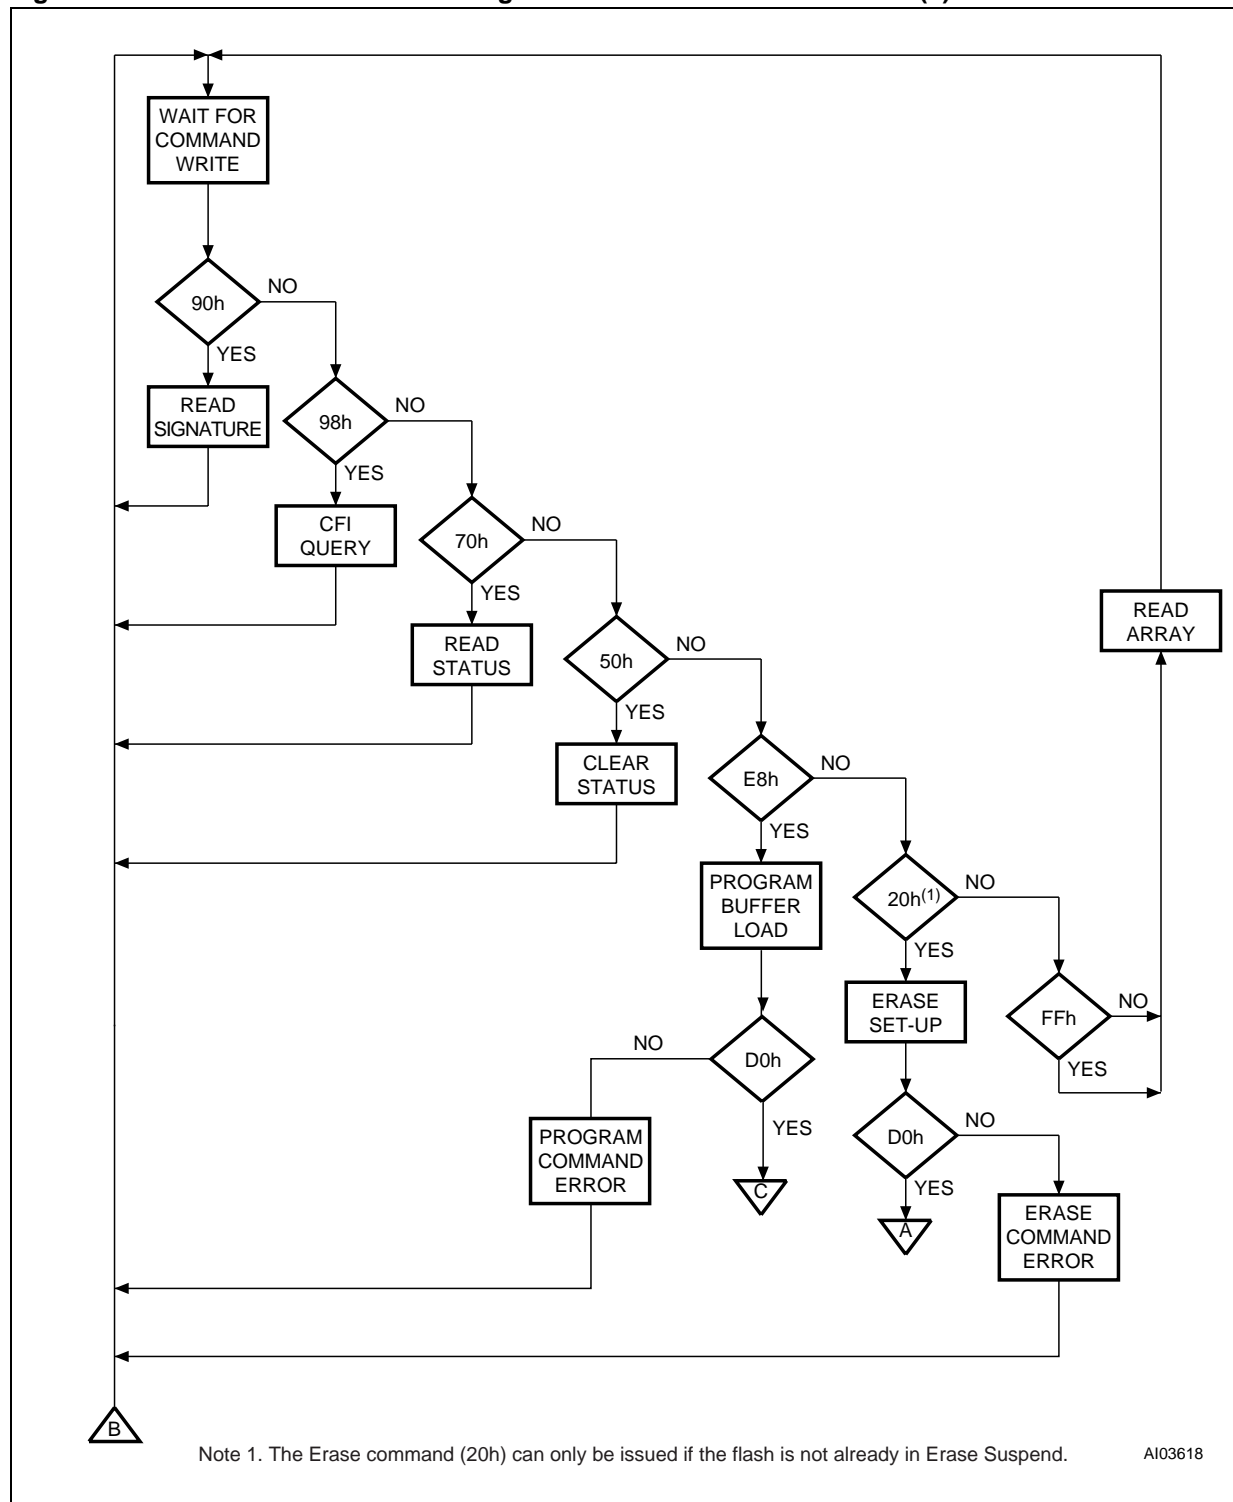 WAIT FOR
COMMAND
WRITE
90h
NO
YES
READ
SIGNATURE
98h
NO
YES
CFI
QUERY
70h
NO
YES
READ
STATUS
50h
NO
YES
CLEAR
STATUS
READ
ARRAY
E8h
NO
YES
PROGRAM
BUFFER
LOAD
20h(1)
NO
YES
ERASE
SET-UP
FFh
NO
YES
D0h
NO
YES
PROGRAM
COMMAND
ERROR
C
D0h
NO
YES
A
ERASE
COMMAND
ERROR
B
Note 1. The Erase command (20h) can only be issued if the flash is not already in Erase Suspend.
AI03618